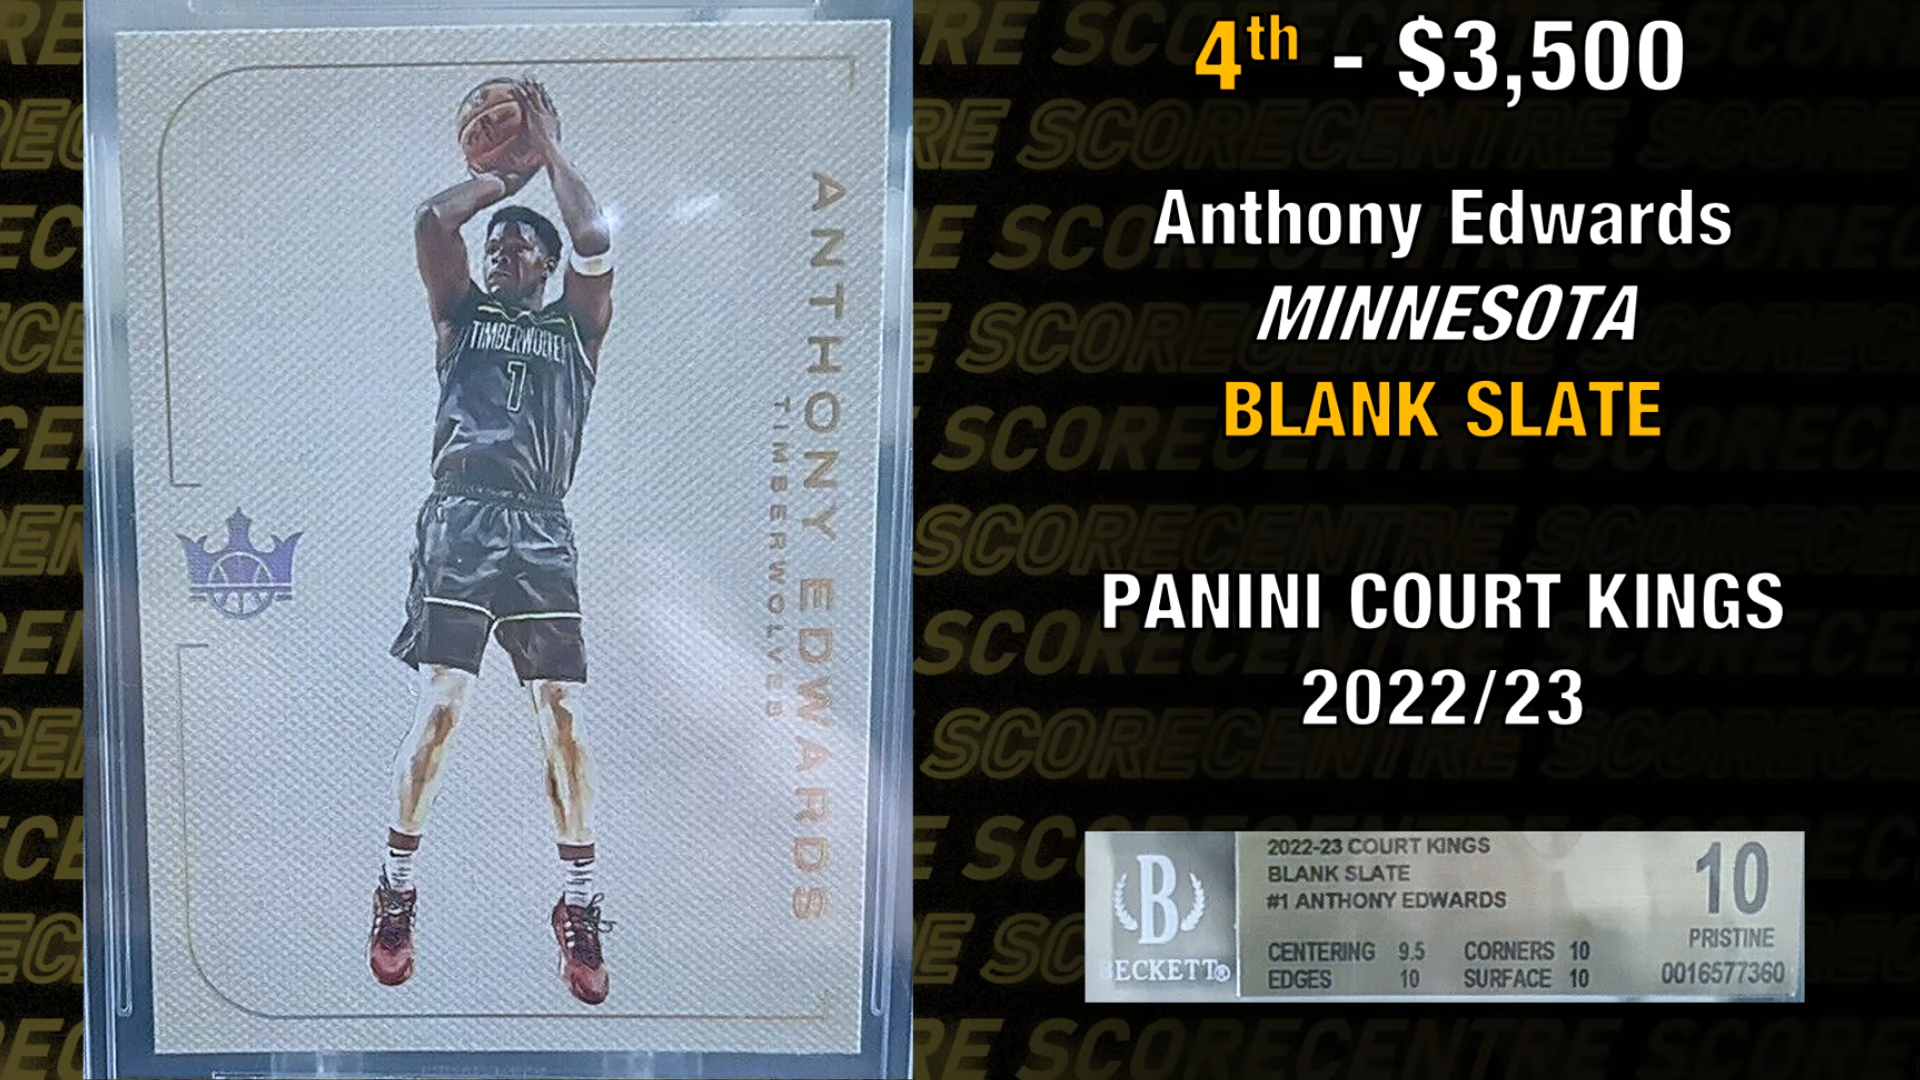 4th - $3,500
Anthony Edwards
MINNESOTA
BLANK SLATE
PANINI COURT KINGS
2022/23
ANTHONY EDWARDS
TIMBERWOLVES
TIMBERWOLVE
1
2022-23 COURT KINGS
BLANK SLATE
#1 ANTHONY EDWARDS
10
PRISTINE
CENTERING 9.5 CORNERS 10
EDGES 10 SURFACE 10
0016577360
B
BECKETT®
SCORECENTRE